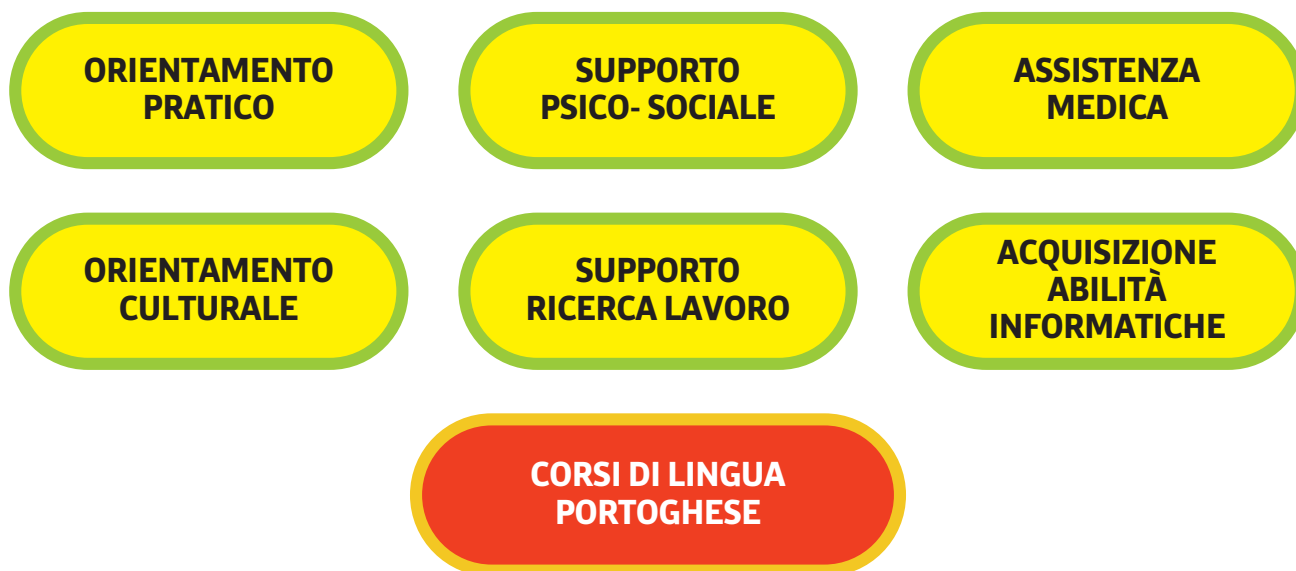 ORIENTAMENTO
PRATICO
SUPPORTO
PSICO- SOCIALE
ASSISTENZA
MEDICA
ORIENTAMENTO
CULTURALE
SUPPORTO
RICERCA LAVORO
ACQUISIZIONE
ABILITÀ
INFORMATICHE
CORSI DI LINGUA
PORTOGHESE